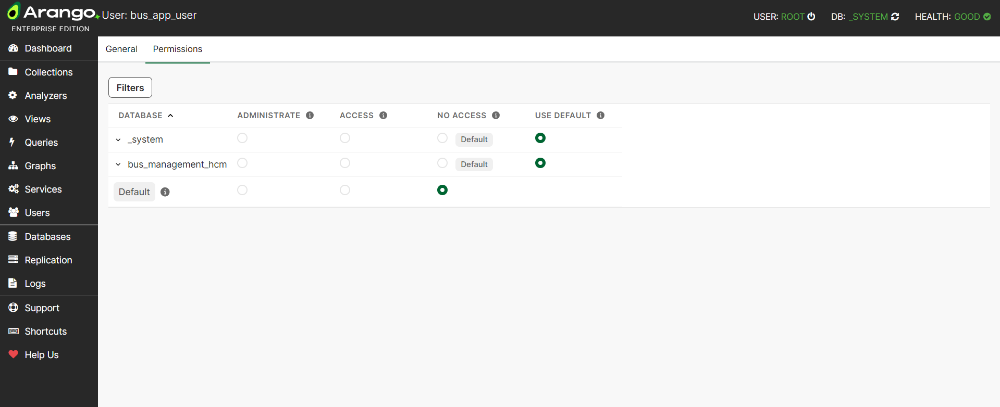 Arango
ENTERPRISE EDITION
User: bus_app_user
USER: ROOT
DB: _SYSTEM
HEALTH: GOOD
Dashboard
Collections
Analyzers
Views
Queries
Graphs
Services
Users
Databases
Replication
Logs
Support
Shortcuts
Help Us
General Permissions
Filters
DATABASE ADMINISTRATE ACCESS NO ACCESS USE DEFAULT
_system Default
bus_management_hcm Default
Default